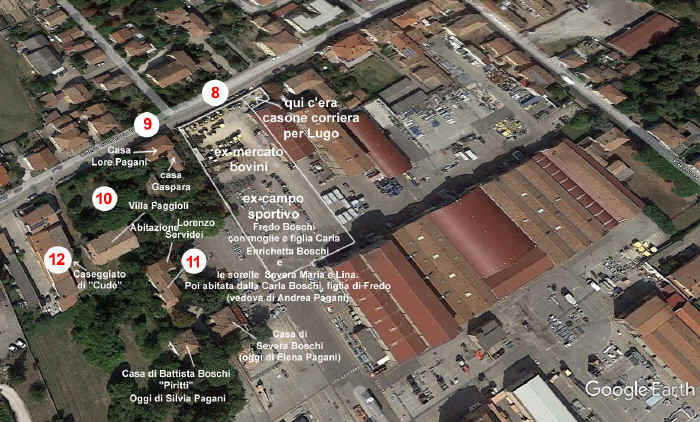 8
qui c'era
casone corriera
per Lugo
9
Casa
Lore Pagani
ex-mercato
bovini
casa
Gaspara
10
Villa Faggioli
ex-campo
sportivo
Abitazione
Lorenzo
Servidei
Fredo Boschi
con moglie e figlia Carla
Enrichetta Boschi
e
le sorelle Severa Maria e Lina.
Poi abitata dalla Carla Boschi, figlia di Fredo
(vedova di Andrea Pagani)
11
12
Caseggiato
di "Cudò"
Casa di
Severa Boschi
(oggi di Elena Pagani)
Casa di Battista Boschi
"Piritti"
Oggi di Silvia Pagani
Google Earth